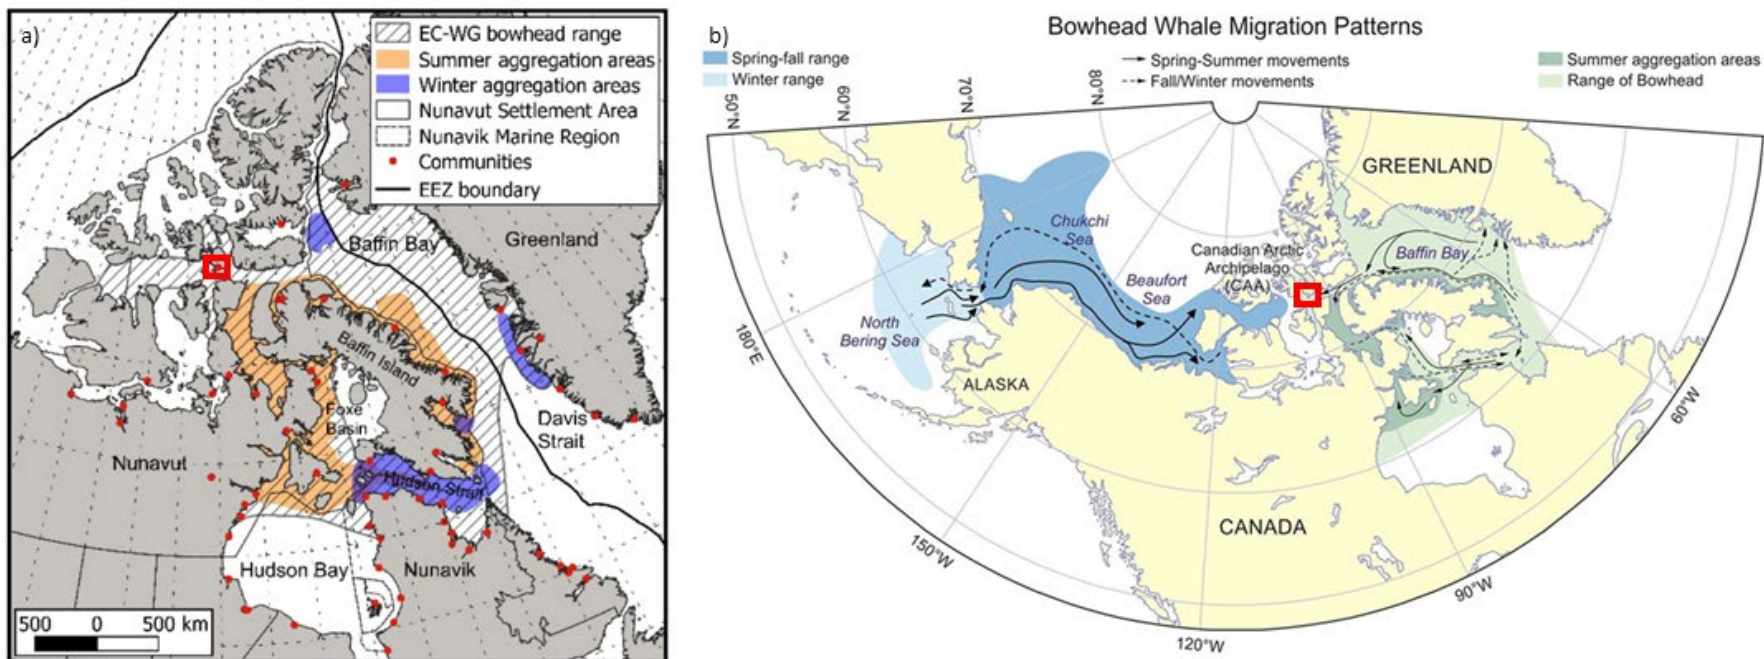 a)
EC-WG bowhead range
Summer aggregation areas
Winter aggregation areas
Nunavut Settlement Area
Nunavik Marine Region
Communities
EEZ boundary
Baffin Bay
Greenland
Baffin Island
Foxe
Basin
Davis
Strait
Nunavut
Hudson Strait
Hudson Bay
Nunavik
500 0 500 km
b)
Bowhead Whale Migration Patterns
Spring-fall range
Winter range
Spring-Summer movements
Fall/Winter movements
Summer aggregation areas
Range of Bowhead
50°N
60°N
70°N
80°N
GREENLAND
Chukchi
Sea
Canadian Arctic
Archipelago
(CAA)
Baffin Bay
Beaufort
Sea
North
Bering Sea
180°E
ALASKA
60°W
CANADA
150°W
90°W
120°W